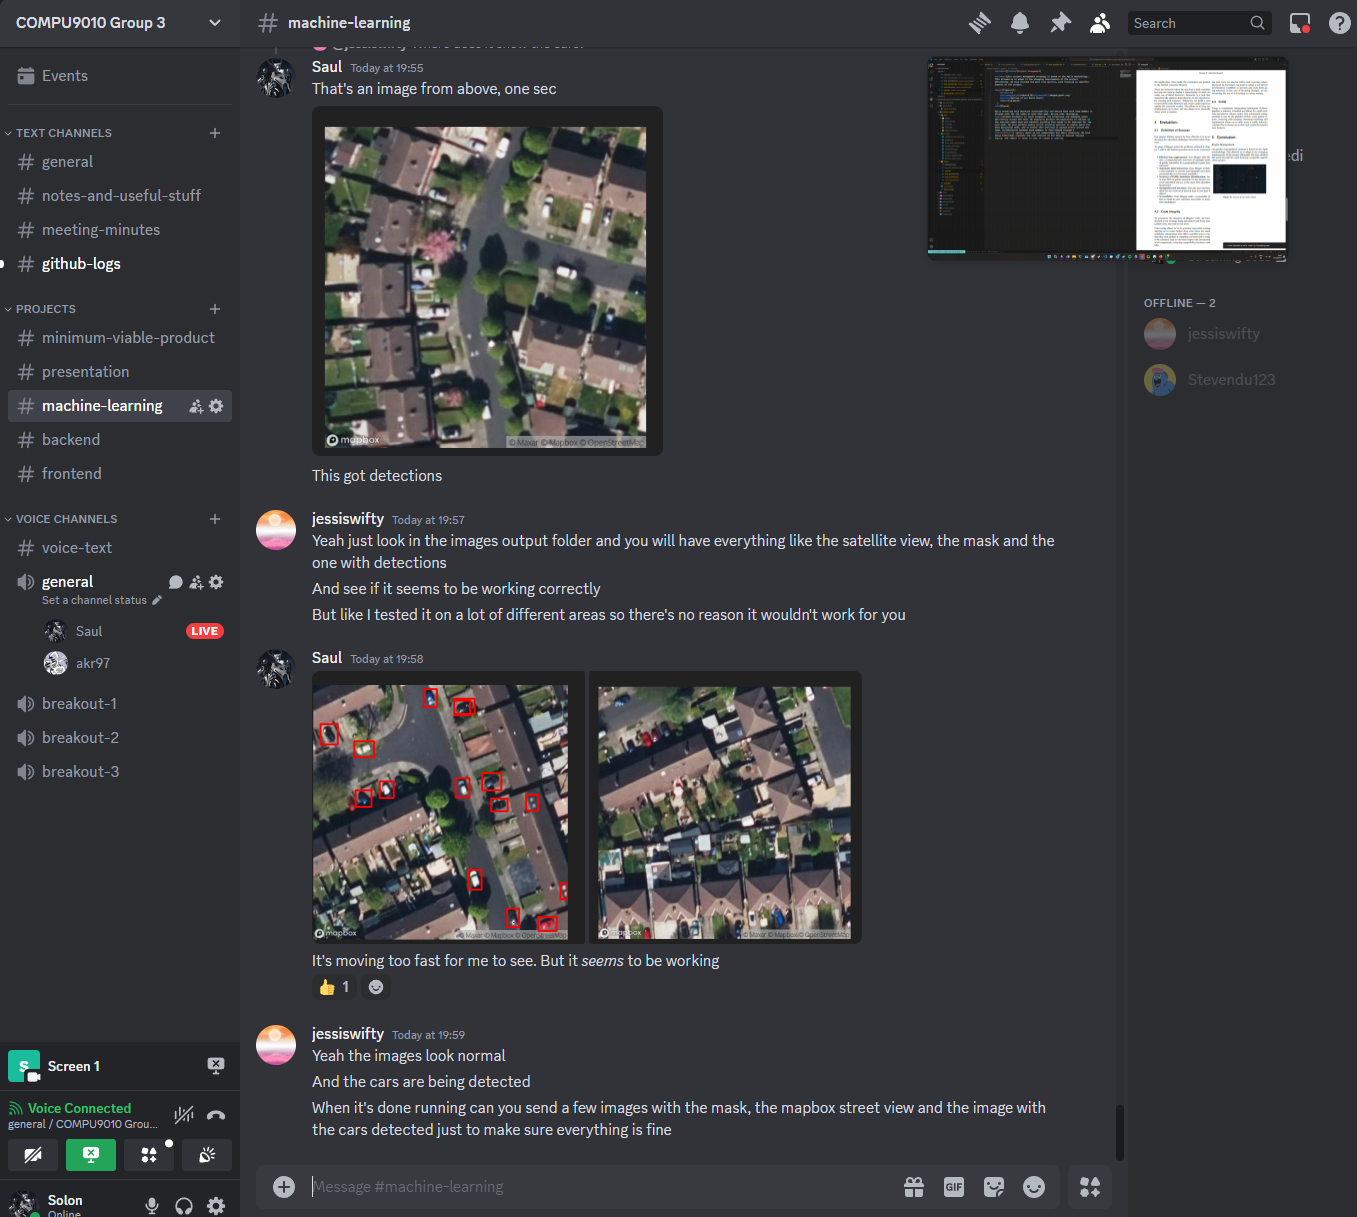 COMPU9010 Group 3
Events
TEXT CHANNELS
general
notes-and-useful-stuff
meeting-minutes
github-logs
PROJECTS
minimum-viable-product
presentation
machine-learning
backend
frontend
VOICE CHANNELS
voice-text
general
Set a channel status
Saul
LIVE
akr97
breakout-1
breakout-2
breakout-3
Screen 1
Voice Connected
general / COMPU9010 Grou...
Solon
Online
machine-learning
Search
Saul Today at 19:55
That's an image from above, one sec
mapbox
© Maxar © Mapbox © OpenStreetMap
This got detections
jessiswifty Today at 19:57
Yeah just look in the images output folder and you will have everything like the satellite view, the mask and the
one with detections
And see if it seems to be working correctly
But like I tested it on a lot of different areas so there's no reason it wouldn't work for you
Saul Today at 19:58
mapbox
© Maxar © Mapbox © OpenStreetMap
mapbox
© Maxar © Mapbox © OpenStreetMap
It's moving too fast for me to see. But it seems to be working
1
jessiswifty Today at 19:59
Yeah the images look normal
And the cars are being detected
When it's done running can you send a few images with the mask, the mapbox street view and the image with
the cars detected just to make sure everything is fine
Message #machine-learning
GIF
OFFLINE — 2
jessiswifty
Stevendu123